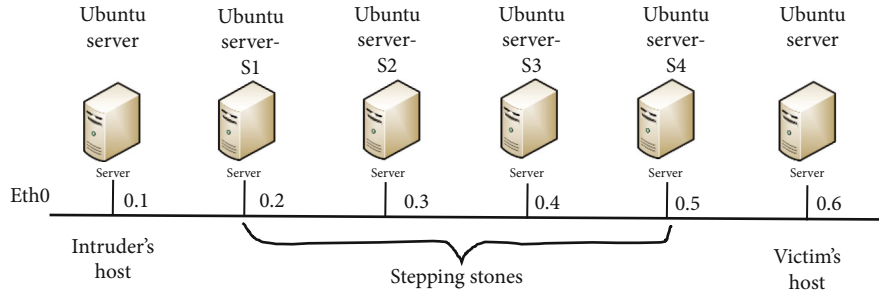 Ubuntu
server
Ubuntu
server-
S1
Ubuntu
server-
S2
Ubuntu
server-
S3
Ubuntu
server-
S4
Ubuntu
server
Server
Server
Server
Server
Server
Server
Eth0
0.1
0.2
0.3
0.4
0.5
0.6
Intruder's
host
Stepping stones
Victim's
host